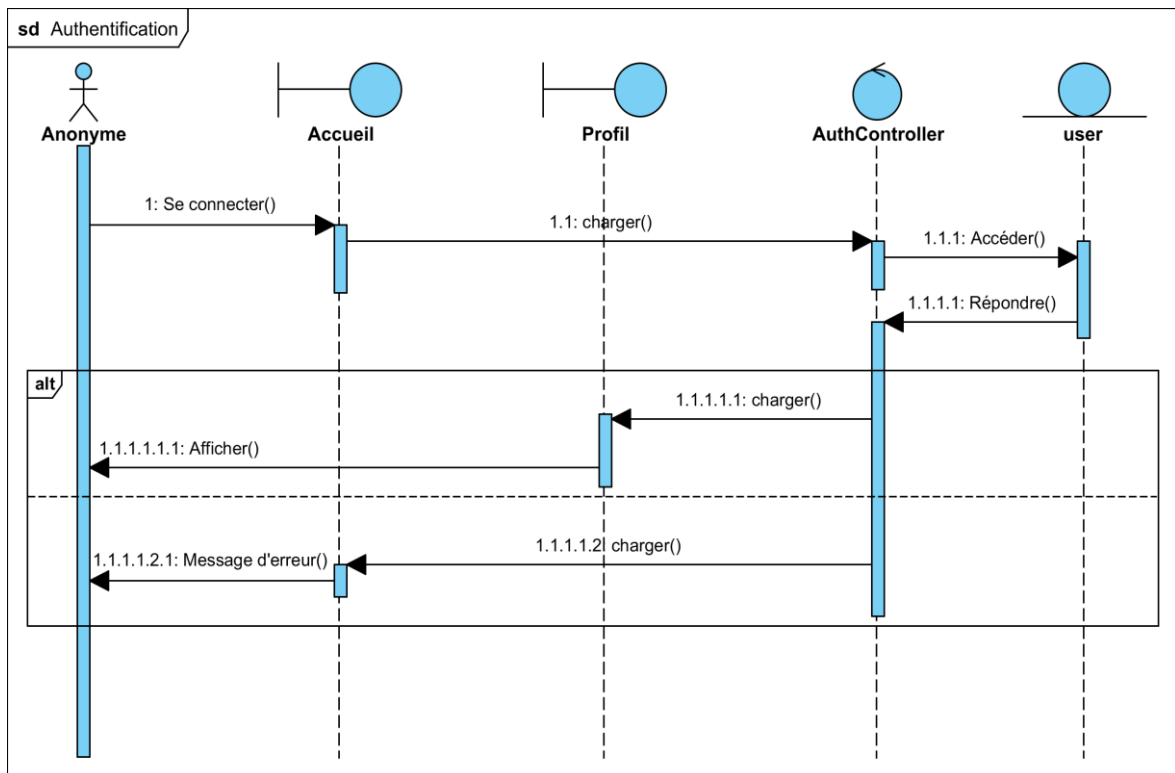 sd Authentification
Anonyme
Accueil
Profil
AuthController
user
1: Se connecter()
1.1: charger()
1.1.1: Accéder()
1.1.1.1: Répondre()
alt
1.1.1.1.1: charger()
1.1.1.1.1.1: Afficher()
1.1.1.1.2: charger()
1.1.1.1.2.1: Message d'erreur()